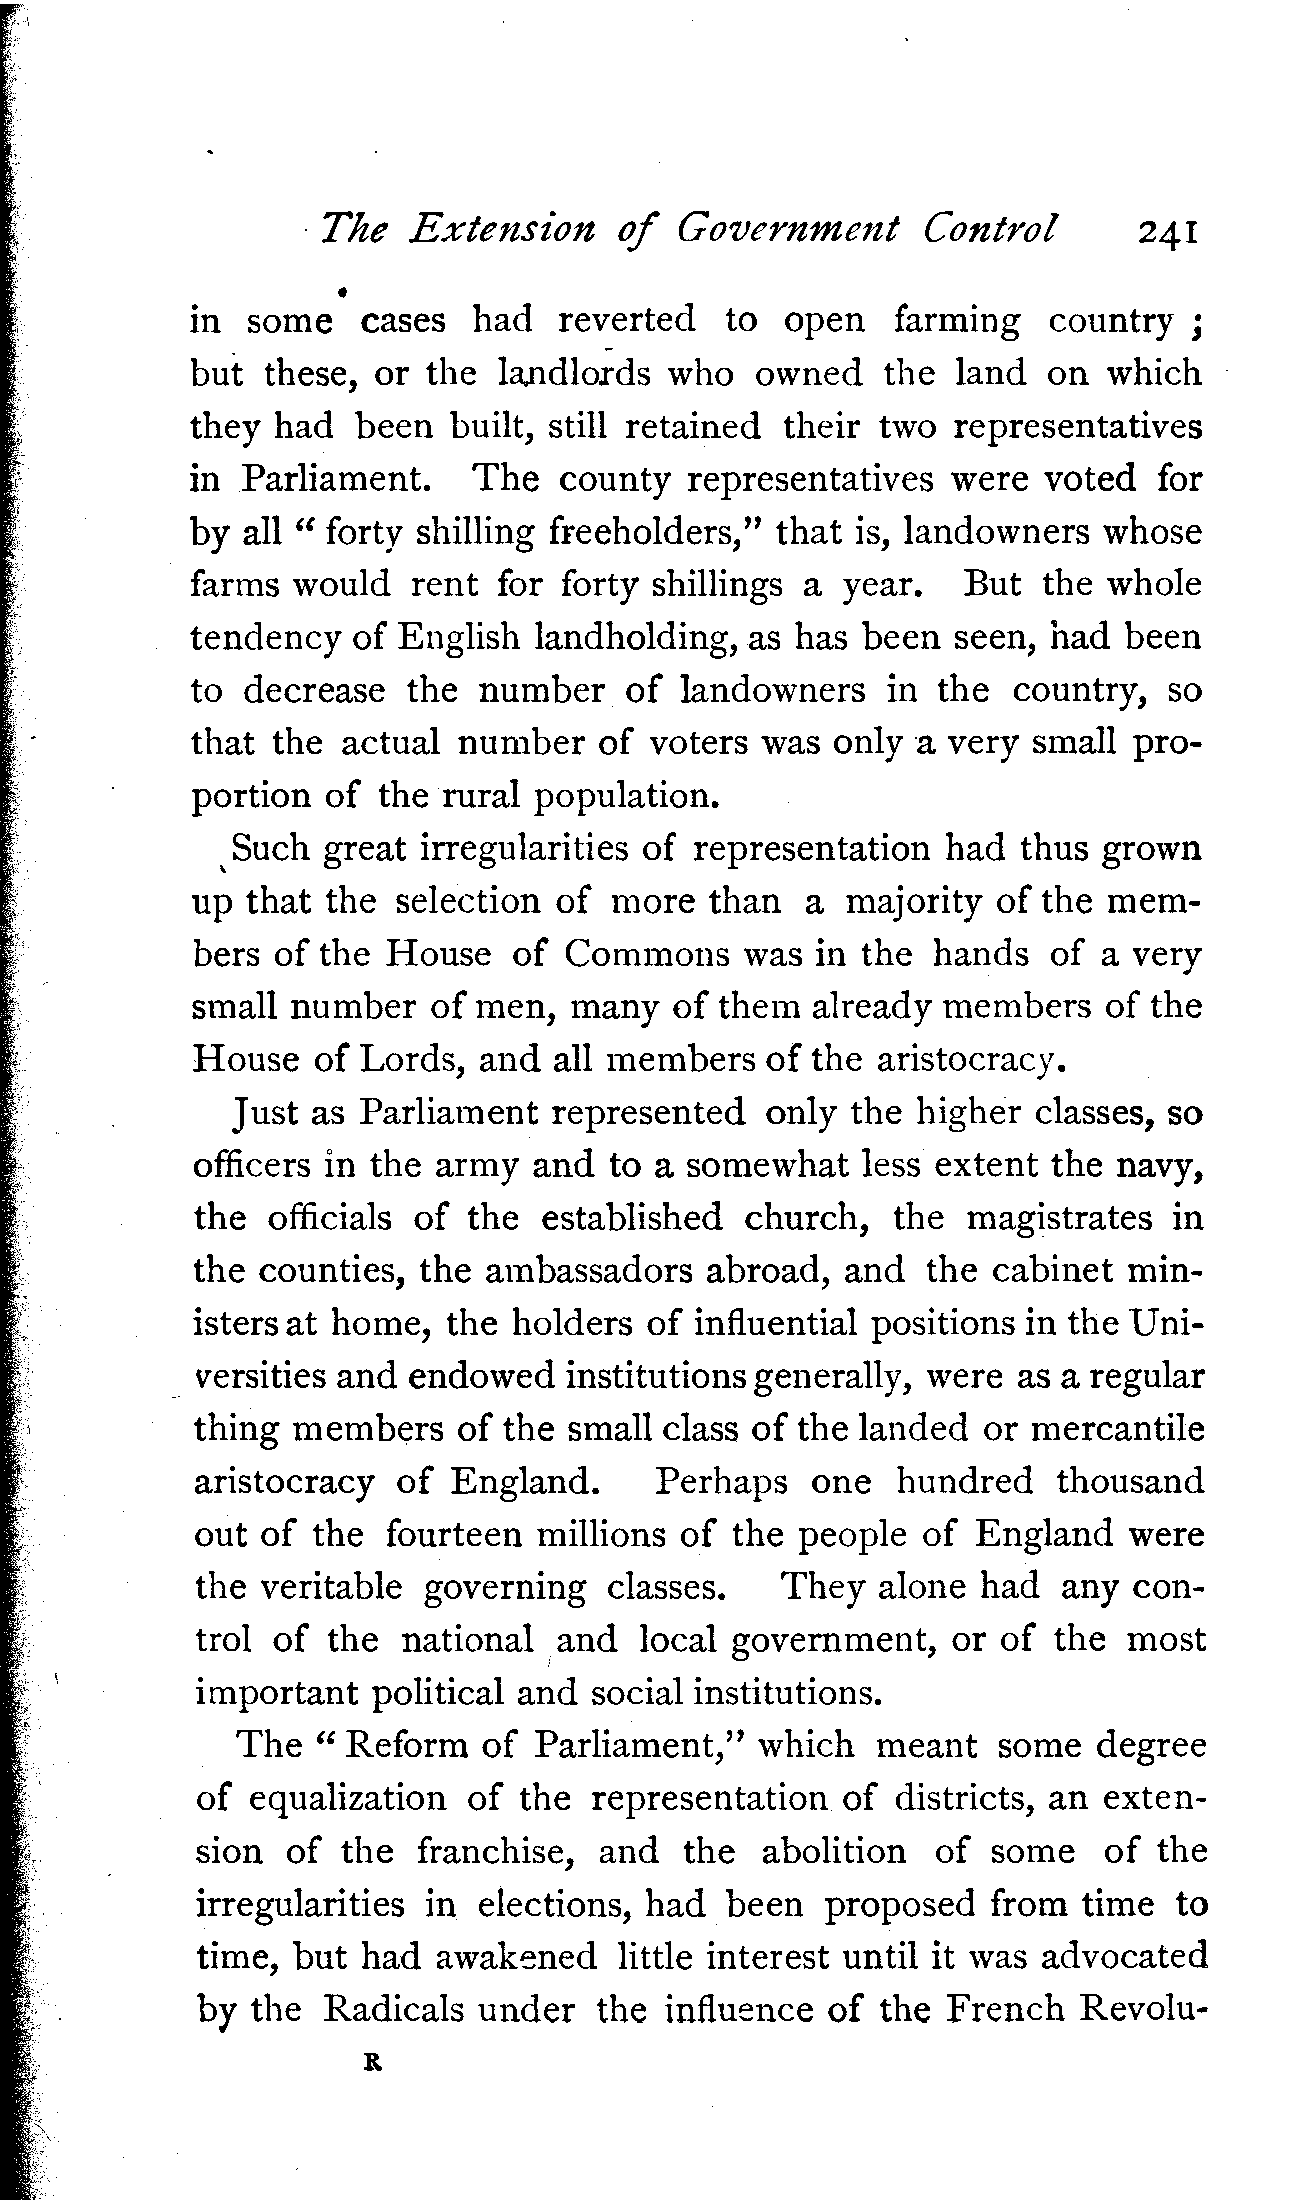 The Extension of Government Control 241
in some cases had reverted to open farming country ;
but these, or the landlords who owned the land on which
they had been built, still retained their two representatives
in Parliament. The county representatives were voted for
by all “ forty shilling freeholders,” that is, landowners whose
farms would rent for forty shillings a year. But the whole
tendency of English landholding, as has been seen, had been
to decrease the number of landowners in the country, so
that the actual number of voters was only a very small pro-
portion of the rural population.
Such great irregularities of representation had thus grown
up that the selection of more than a majority of the mem-
bers of the House of Commons was in the hands of a very
small number of men, many of them already members of the
House of Lords, and all members of the aristocracy.
Just as Parliament represented only the higher classes, so
officers in the army and to a somewhat less extent the navy,
the officials of the established church, the magistrates in
the counties, the ambassadors abroad, and the cabinet min-
isters at home, the holders of influential positions in the Uni-
versities and endowed institutions generally, were as a regular
thing members of the small class of the landed or mercantile
aristocracy of England. Perhaps one hundred thousand
out of the fourteen millions of the people of England were
the veritable governing classes. They alone had any con-
trol of the national and local government, or of the most
important political and social institutions.
The “ Reform of Parliament,” which meant some degree
of equalization of the representation of districts, an exten-
sion of the franchise, and the abolition of some of the
irregularities in elections, had been proposed from time to
time, but had awakened little interest until it was advocated
by the Radicals under the influence of the French Revolu-
R